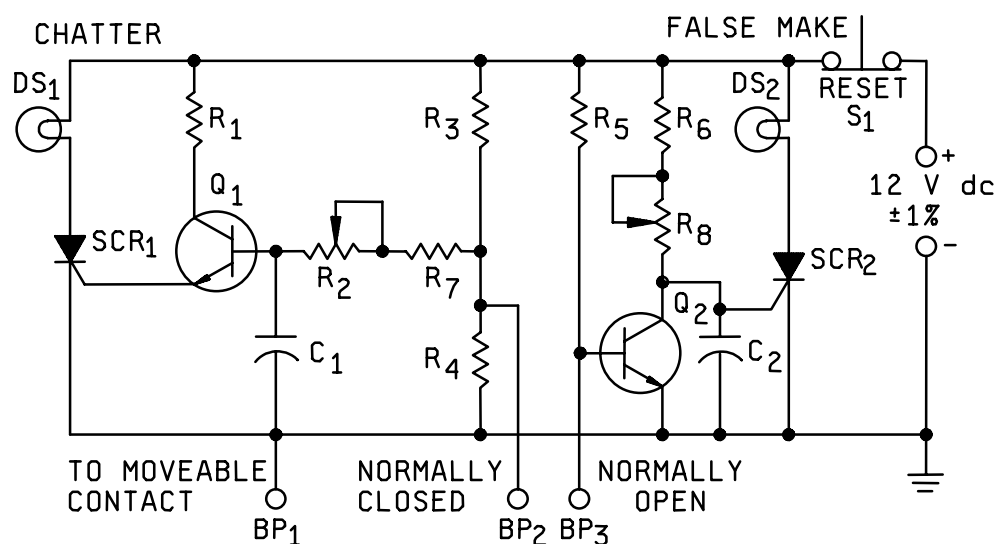 CHATTER
FALSE MAKE
DS1
R1
R3
R5
R6
DS2
RESET
S1
+
12 V dc
±1%
−
Q1
SCR1
R2
R7
R8
SCR2
Q2
C1
R4
C2
TO MOVEABLE
CONTACT
NORMALLY
CLOSED
NORMALLY
OPEN
BP1
BP2
BP3